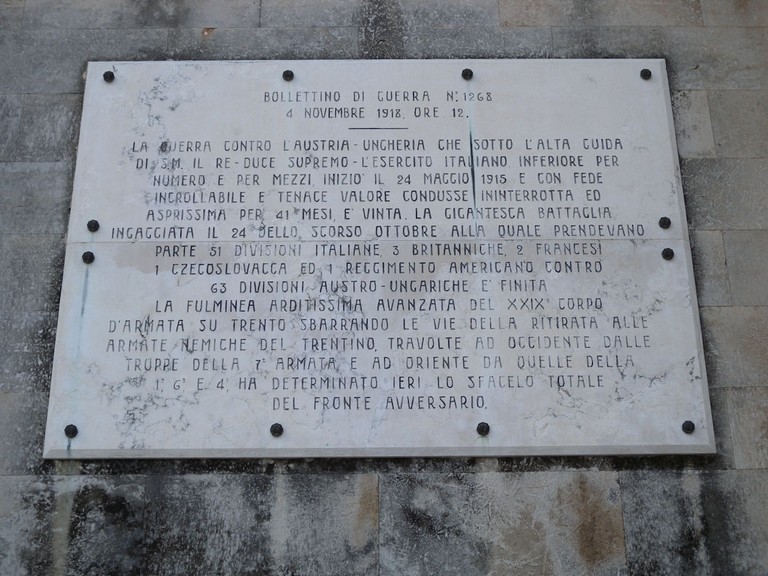 BOLLETTINO DI GUERRA N° 1268
4 NOVEMBRE 1918, ORE 12.
LA GUERRA CONTRO L'AUSTRIA-UNGHERIA CHE SOTTO L'ALTA GUIDA
DI S.M. IL RE-DUCE SUPREMO-L'ESERCITO ITALIANO INFERIORE PER
NUMERO E PER MEZZI, INIZIO' IL 24 MAGGIO 1915 E CON FEDE
INCROLLABILE E TENACE VALORE CONDUSSE ININTERROTTA ED
ASPRISSIMA PER 41 MESI, E' VINTA. LA GIGANTESCA BATTAGLIA
INGACCIATA IL 24 DELLO, SCORSO OTTOBRE ALLA QUALE PRENDEVANO
PARTE 51 DIVISIONI ITALIANE, 3 BRITANNICHE, 2 FRANCESI
1 CZECOSLOVACCA ED 1 REGGIMENTO AMERICANO CONTRO
63 DIVISIONI AUSTRO-UNGARICHE E' FINITA
LA FULMINEA ARDITISSIMA AVANZATA DEL XXIX° CORPO
D'ARMATA SU TRENTO SBARRANDO LE VIE DELLA RITIRATA ALLE
ARMATE NEMICHE DEL TRENTINO, TRAVOLTE AD OCCIDENTE DALLE
TRUPPE DELLA 7° ARMATA E AD ORIENTE DA QUELLE DELLA
1° 6° E 4°, HA DETERMINATO IERI LO SFACELO TOTALE
DEL FRONTE AVVERSARIO.